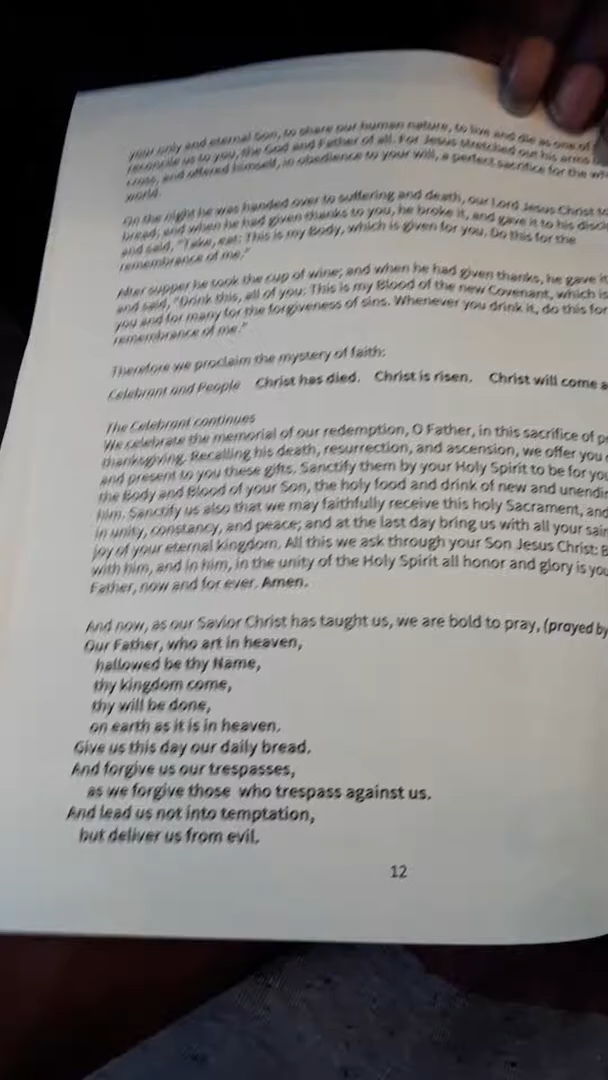 your only and eternal Son, to share our human nature, to live and die as one of
reconcile us to you, the God and Father of all. For Jesus stretched out his arms
cross, and offered himself, in obedience to your will, a perfect sacrifice for the
world.
On the night he was handed over to suffering and death, our Lord Jesus Christ
bread; and when he had given thanks to you, he broke it, and gave it to his
and said, "Take, eat: This is my Body, which is given for you. Do this for the
remembrance of me."
After supper he took the cup of wine; and when he had given thanks, he gave it
and said, "Drink this, all of you: This is my Blood of the new Covenant, which is
you and for many for the forgiveness of sins. Whenever you drink it, do this for
remembrance of me."
Therefore we proclaim the mystery of faith:
Celebrant and People Christ has died. Christ is risen. Christ will come
The Celebrant continues
We celebrate the memorial of our redemption, O Father, in this sacrifice of
thanksgiving. Recalling his death, resurrection, and ascension, we offer you
and present to you these gifts. Sanctify them by your Holy Spirit to be for
the Body and Blood of your Son, the holy food and drink of new and
him. Sanctify us also that we may faithfully receive this holy Sacrament, and
in unity, constancy, and peace; and at the last day bring us with all your
joy of your eternal kingdom. All this we ask through your Son Jesus Christ:
with him, and in him, in the unity of the Holy Spirit all honor and glory is
Father, now and for ever. Amen.
And now, as our Savior Christ has taught us, we are bold to pray, (prayed by
Our Father, who art in heaven,
hallowed be thy Name,
thy kingdom come,
thy will be done,
on earth as it is in heaven.
Give us this day our daily bread.
And forgive us our trespasses,
as we forgive those who trespass against us.
And lead us not into temptation,
but deliver us from evil.
12